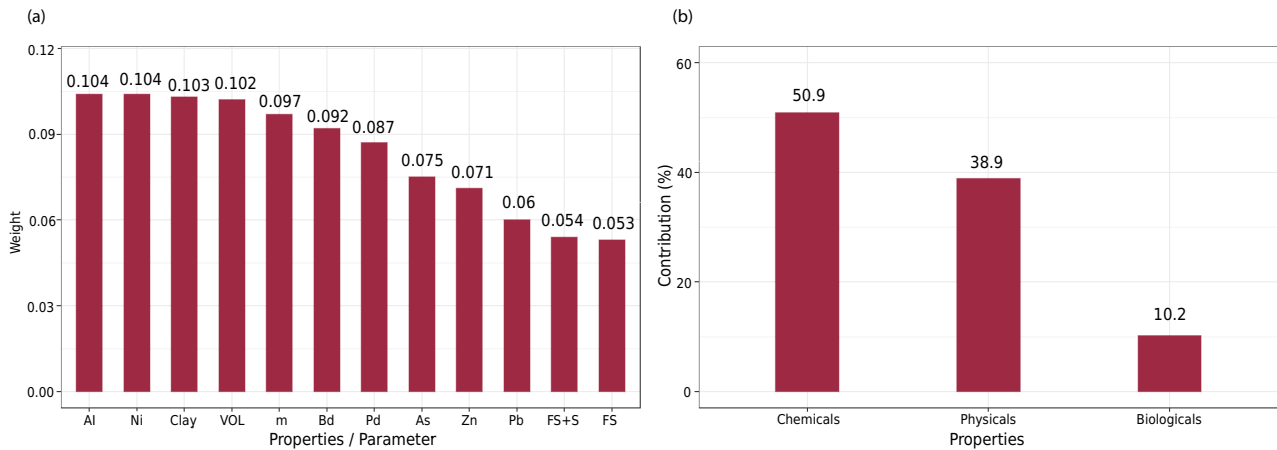 (a)
(b)
0.12
0.09
0.06
0.03
0.00
Weight
0.104
0.104
0.103
0.102
0.097
0.092
0.087
0.075
0.071
0.06
0.054
0.053
Al
Ni
Clay
VOL
m
Bd
Pd
As
Zn
Pb
FS+S
FS
Properties / Parameter
60
40
20
0
Contribution (%)
50.9
38.9
10.2
Chemicals
Physicals
Biologicals
Properties